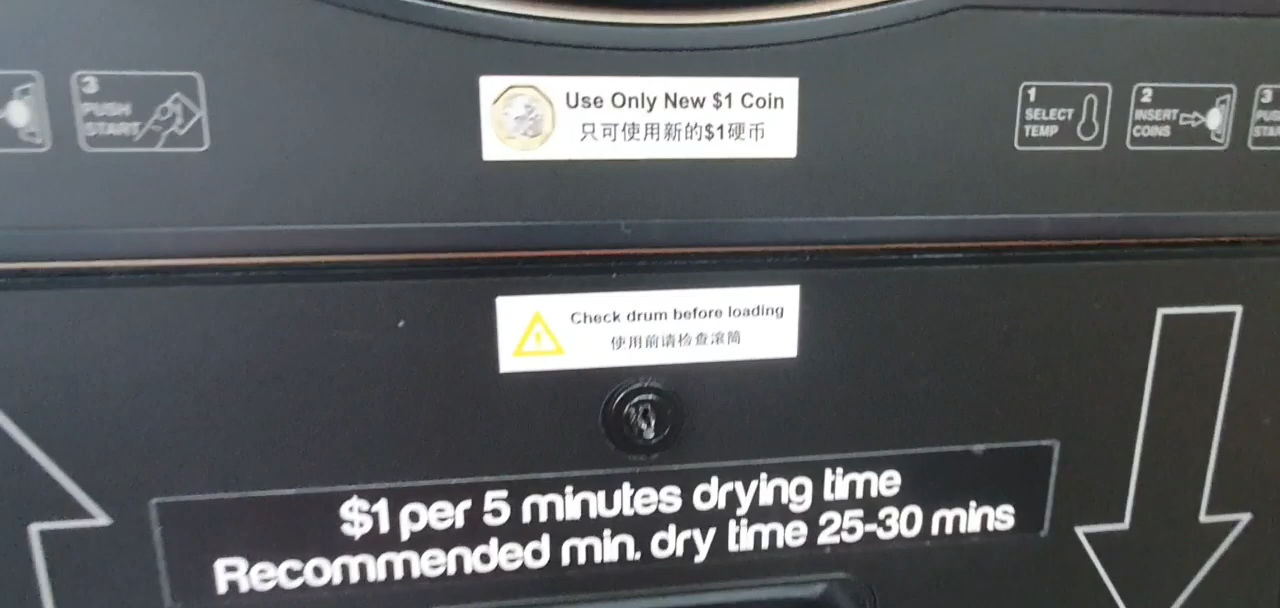 3
PUSH
START
Use Only New $1 Coin
只可使用新的$1硬币
1
SELECT
TEMP
2
INSERT
COINS
3
Check drum before loading
使用前请检查滚筒
$1 per 5 minutes drying time
Recommended min. dry time 25-30 mins